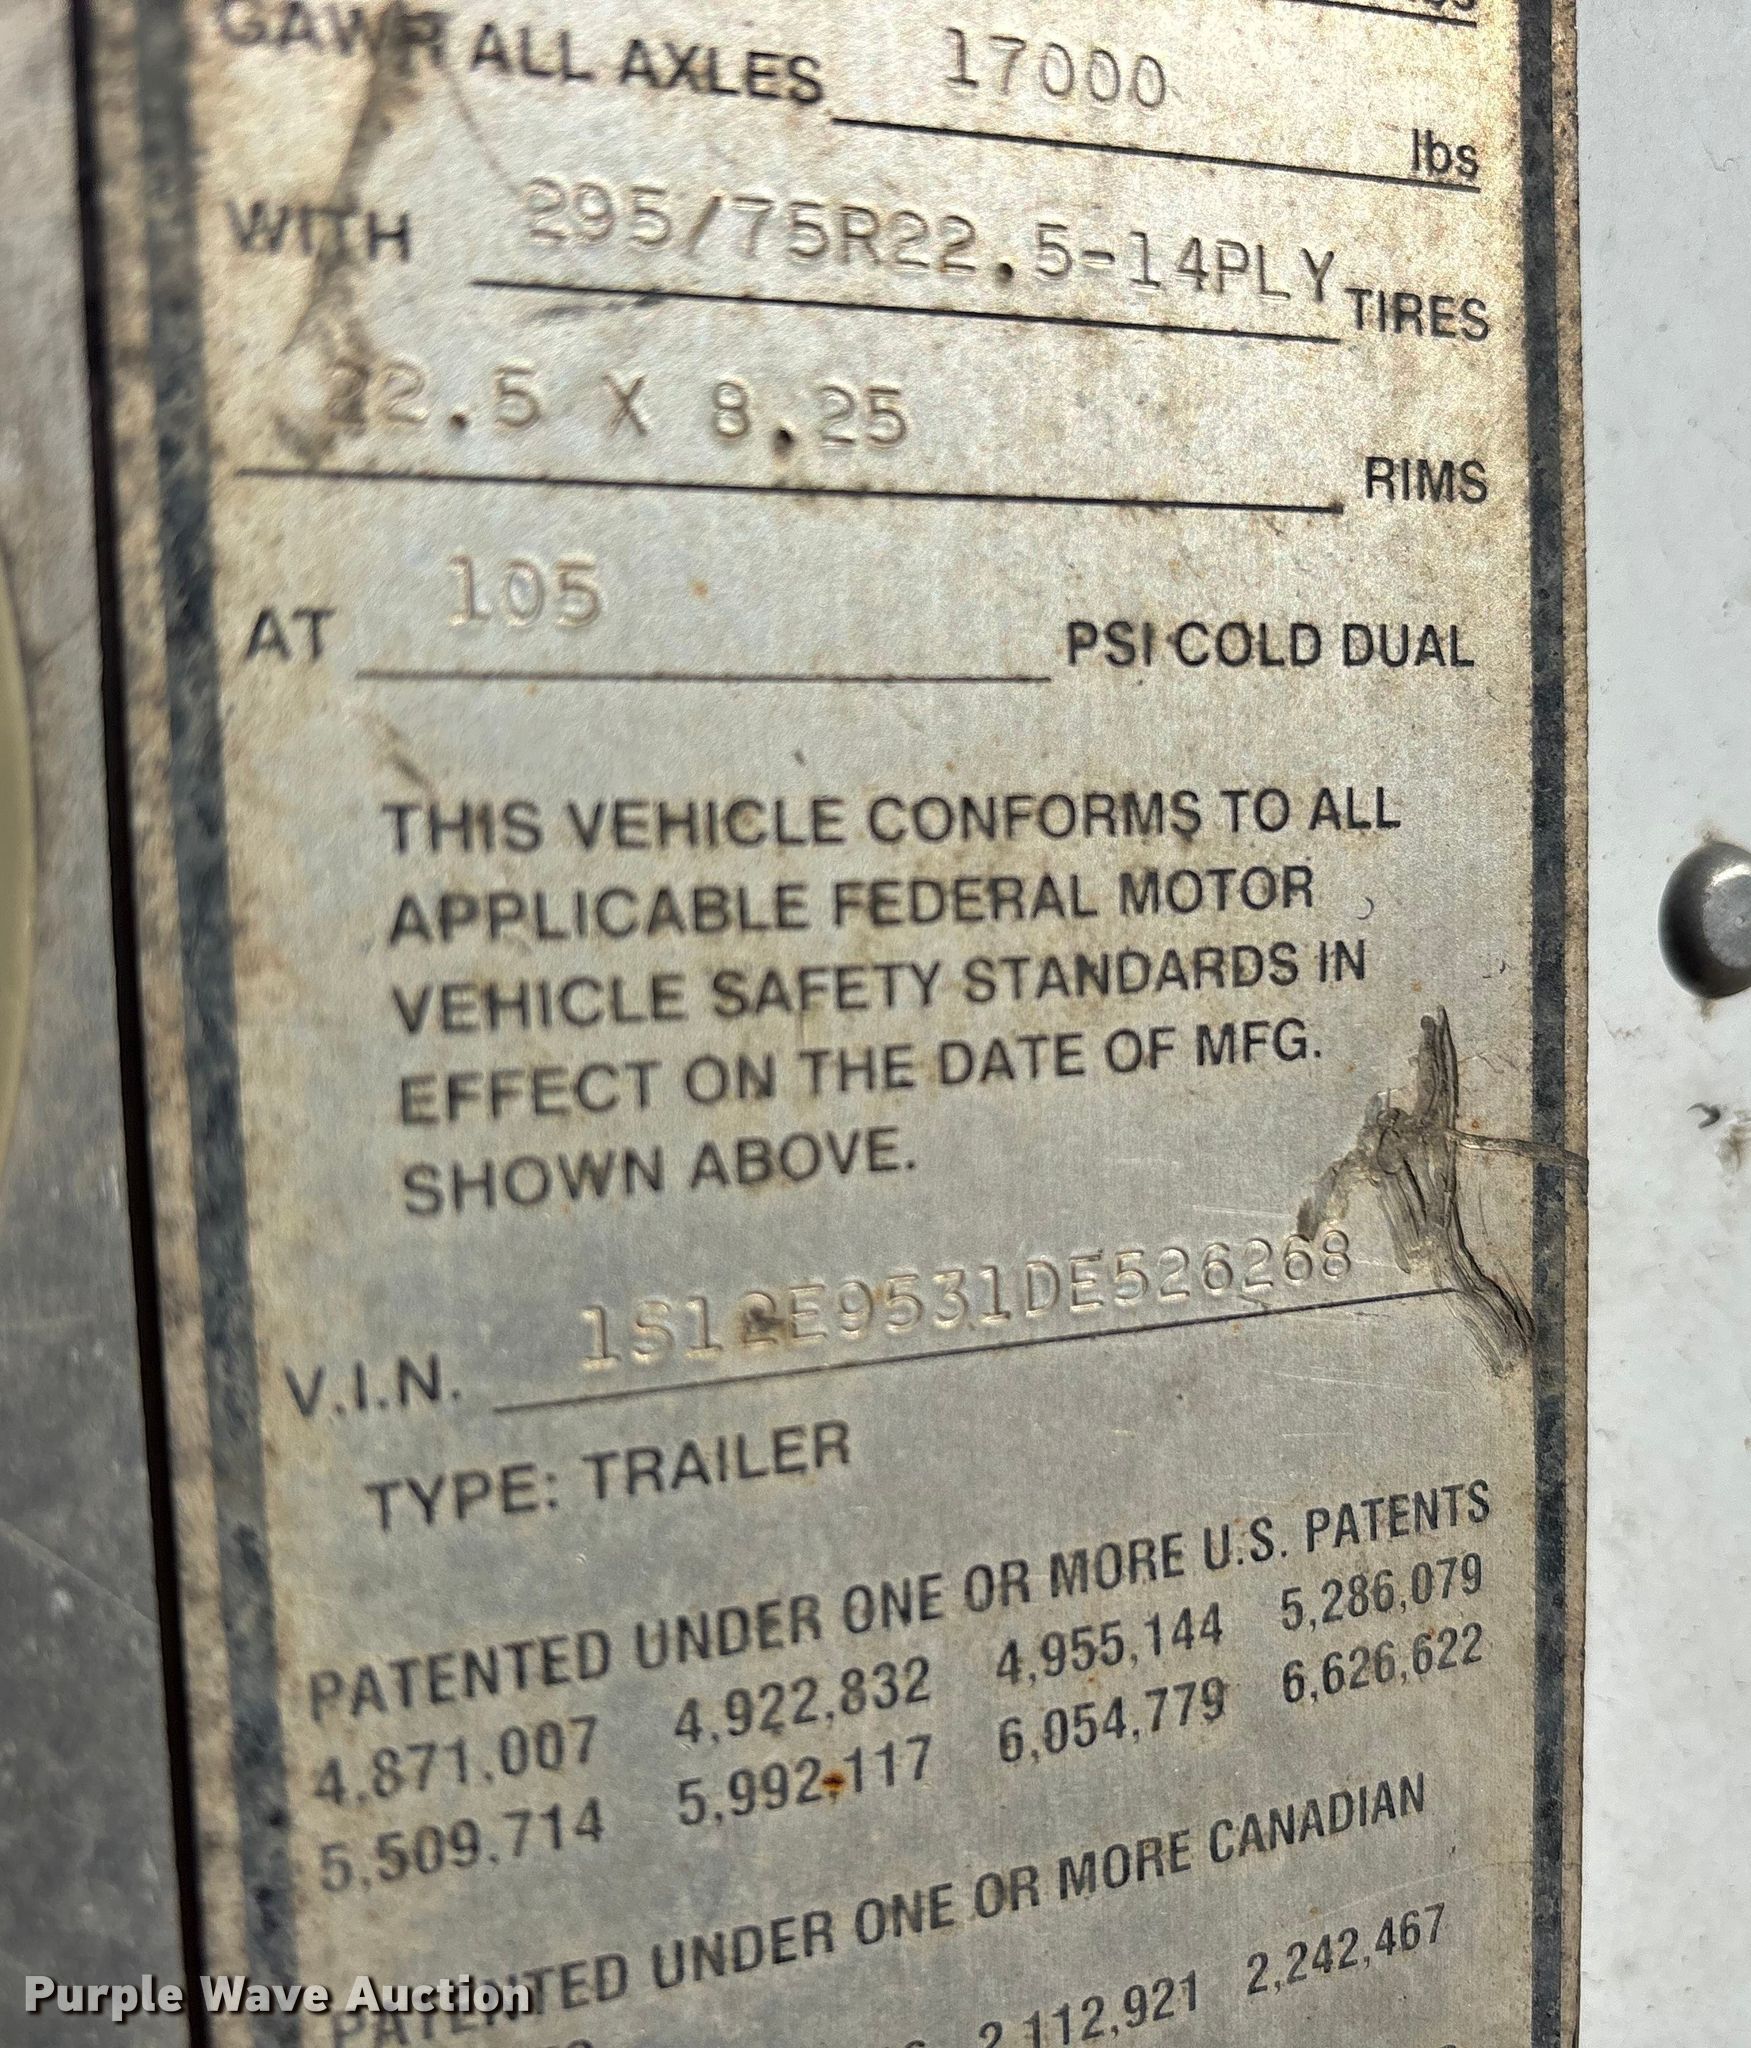 GAWR ALL AXLES 17000 lbs
WITH 295/75R22.5-14PLY TIRES
22.5 X 8.25 RIMS
AT 105 PSI COLD DUAL
THIS VEHICLE CONFORMS TO ALL
APPLICABLE FEDERAL MOTOR
VEHICLE SAFETY STANDARDS IN
EFFECT ON THE DATE OF MFG.
SHOWN ABOVE.
V.I.N. 1S12E9531DE526268
TYPE: TRAILER
PATENTED UNDER ONE OR MORE U.S. PATENTS
4,871,007 4,922,832 4,955,144 5,286,079
5,509,714 5,992,117 6,054,779 6,626,622
PATENTED UNDER ONE OR MORE CANADIAN
2,112,921 2,242,467
Purple Wave Auction